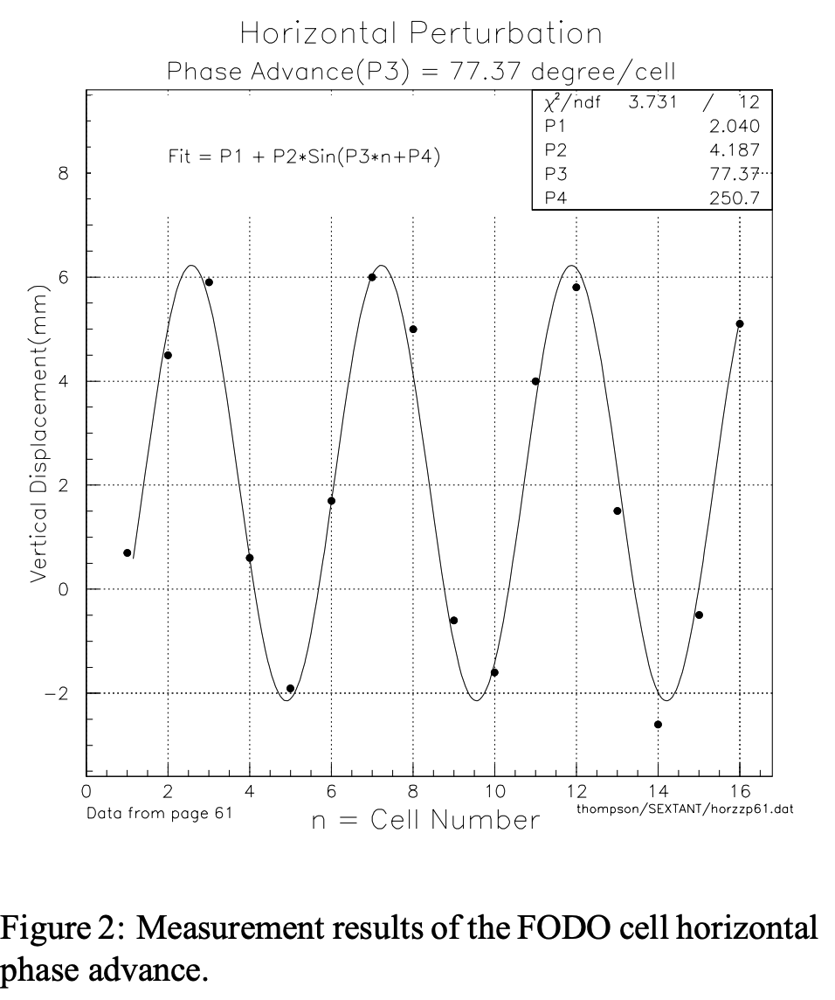 Horizontal Perturbation
Phase Advance(P3) = 77.37 degree/cell
χ²/ndf 3.731 / 12
P1 2.040
P2 4.187
P3 77.37
P4 250.7
Fit = P1 + P2*Sin(P3*n+P4)
8
6
4
2
0
−2
Vertical Displacement(mm)
0 2 4 6 8 10 12 14 16
Data from page 61
n = Cell Number
thompson/SEXTANT/horzzp61.dat
Figure 2: Measurement results of the FODO cell horizontal
phase advance.